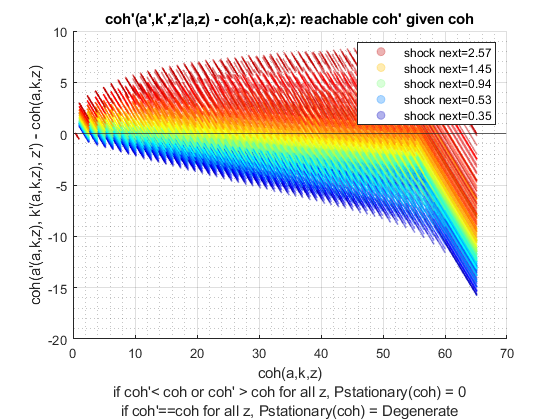 coh'(a',k',z'|a,z) - coh(a,k,z): reachable coh' given coh
coh(a'(a,k,z), k'(a,k,z), z') - coh(a,k,z)
10
5
0
-5
-10
-15
-20
shock next=2.57
shock next=1.45
shock next=0.94
shock next=0.53
shock next=0.35
0 10 20 30 40 50 60 70
coh(a,k,z)
if coh'< coh or coh' > coh for all z, Pstationary(coh) = 0
if coh'==coh for all z, Pstationary(coh) = Degenerate